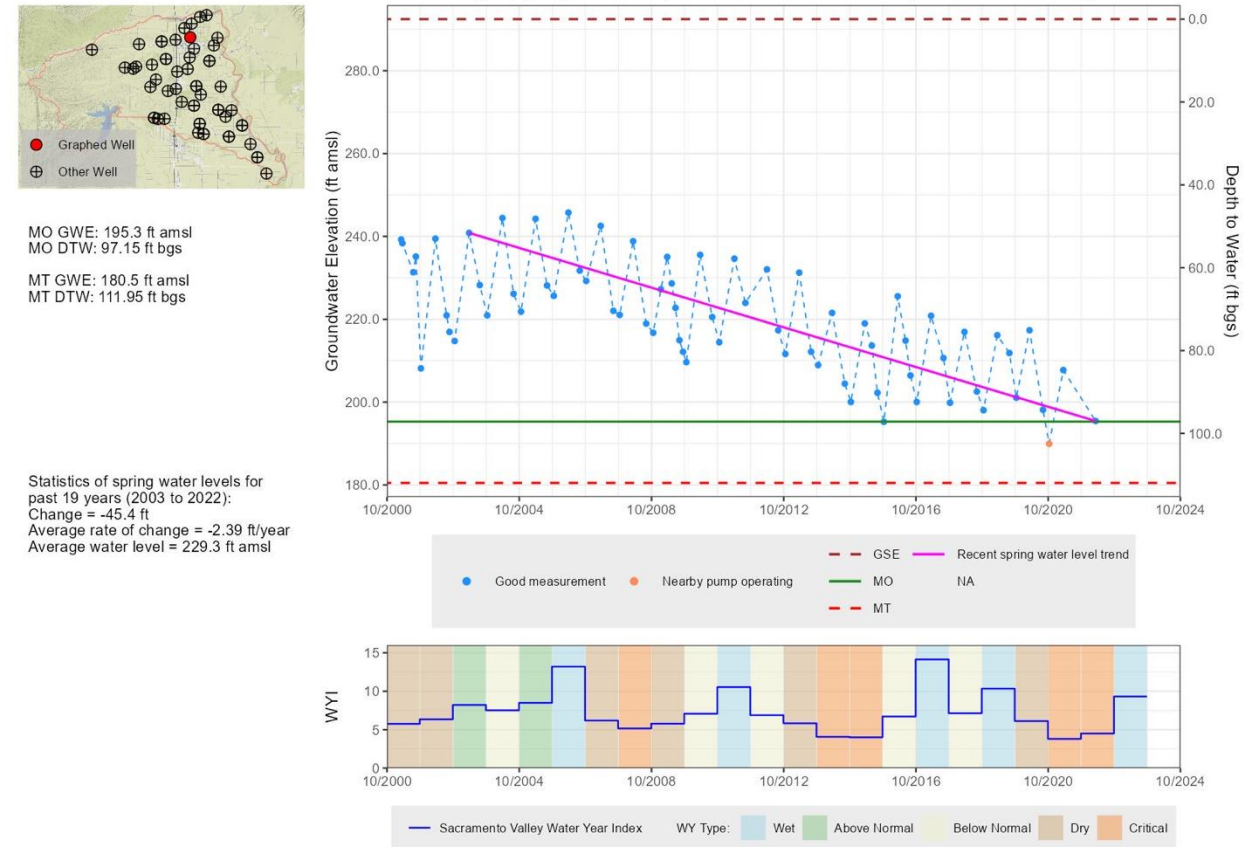 Graphed Well
Other Well
MO GWE: 195.3 ft amsl
MO DTW: 97.15 ft bgs
MT GWE: 180.5 ft amsl
MT DTW: 111.95 ft bgs
Statistics of spring water levels for
past 19 years (2003 to 2022):
Change = -45.4 ft
Average rate of change = -2.39 ft/year
Average water level = 229.3 ft amsl
Groundwater Elevation (ft amsl)
280.0
260.0
240.0
220.0
200.0
180.0
0.0
20.0
40.0
60.0
80.0
100.0
Depth to Water (ft bgs)
10/2000 10/2004 10/2008 10/2012 10/2016 10/2020 10/2024
Good measurement Nearby pump operating
GSE Recent spring water level trend
MO NA
MT
WYI
15
10
5
0
10/2000 10/2004 10/2008 10/2012 10/2016 10/2020 10/2024
Sacramento Valley Water Year Index WY Type: Wet Above Normal Below Normal Dry Critical